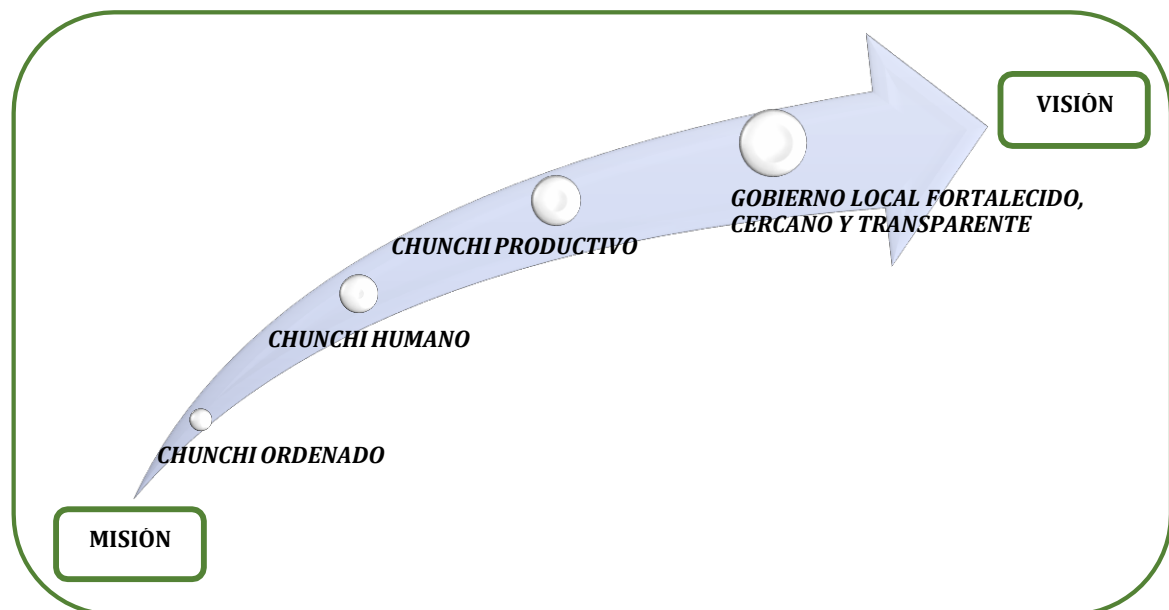 VISIÓN
GOBIERNO LOCAL FORTALECIDO,
CERCANO Y TRANSPARENTE
CHUNCHI PRODUCTIVO
CHUNCHI HUMANO
CHUNCHI ORDENADO
MISIÓN